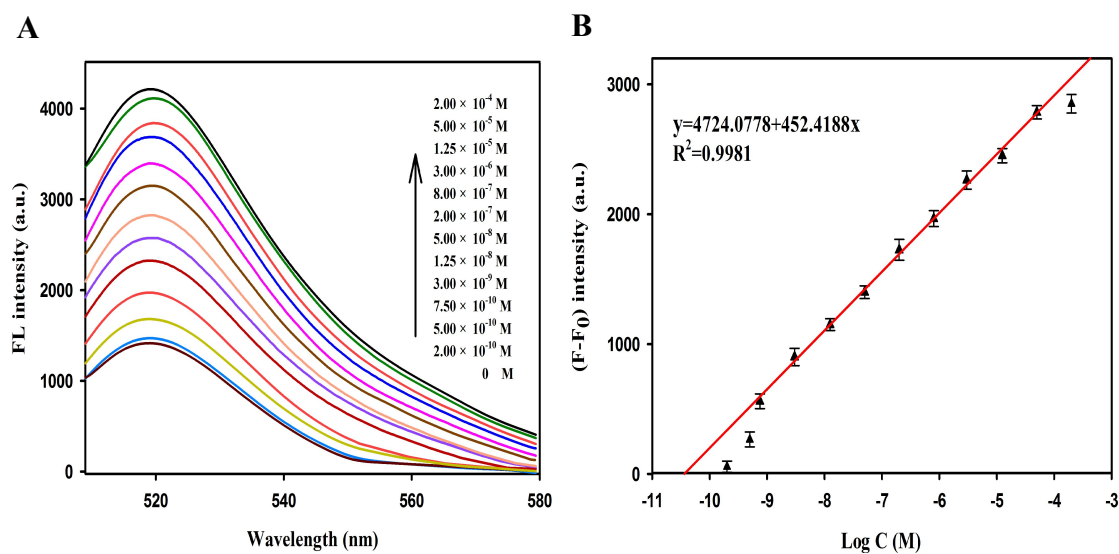 A
B
4000
3000
2000
1000
0
FL intensity (a.u.)
520
540
560
580
Wavelength (nm)
2.00 × 10⁻⁴ M
5.00 × 10⁻⁵ M
1.25 × 10⁻⁵ M
3.00 × 10⁻⁶ M
8.00 × 10⁻⁷ M
2.00 × 10⁻⁷ M
5.00 × 10⁻⁸ M
1.25 × 10⁻⁸ M
3.00 × 10⁻⁹ M
7.50 × 10⁻¹⁰ M
5.00 × 10⁻¹⁰ M
2.00 × 10⁻¹⁰ M
0 M
3000
2000
1000
0
(F-F₀) intensity (a.u.)
y=4724.0778+452.4188x
R²=0.9981
-11
-10
-9
-8
-7
-6
-5
-4
-3
Log C (M)